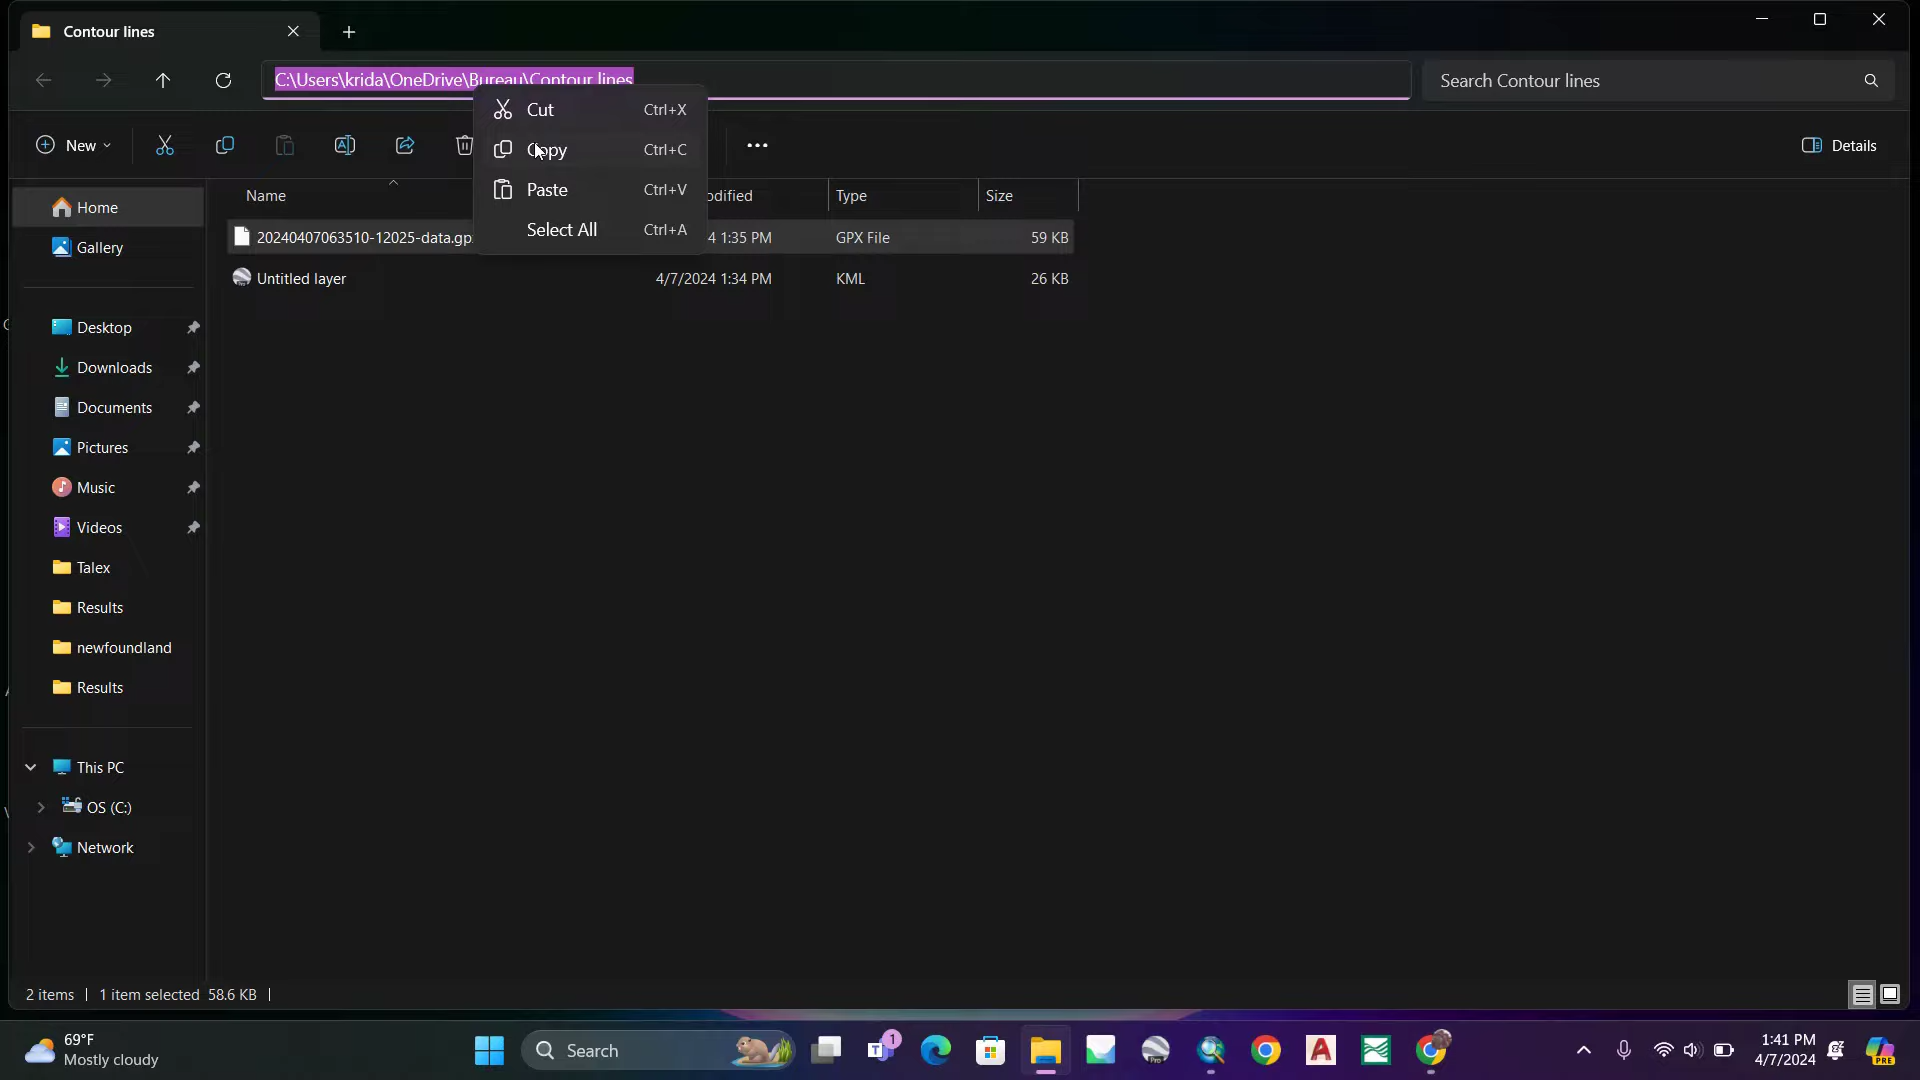 Contour lines
C:\Users\krida\OneDrive\Bureau\Contour lines
Search Contour lines
Cut Ctrl+X
New
Copy Ctrl+C
Details
Paste Ctrl+V
Name Type Size
Home
Select All Ctrl+A
20240407063510-12025-data.gp 4 1:35 PM GPX File 59 KB
Gallery
Untitled layer 4/7/2024 1:34 PM KML 26 KB
Desktop
Downloads
Documents
Pictures
Music
Videos
Talex
Results
newfoundland
Results
This PC
OS (C:)
Network
2 items 1 item selected 58.6 KB
69°F
Mostly cloudy
Search
1
Pro
A
1:41 PM
4/7/2024
PRE